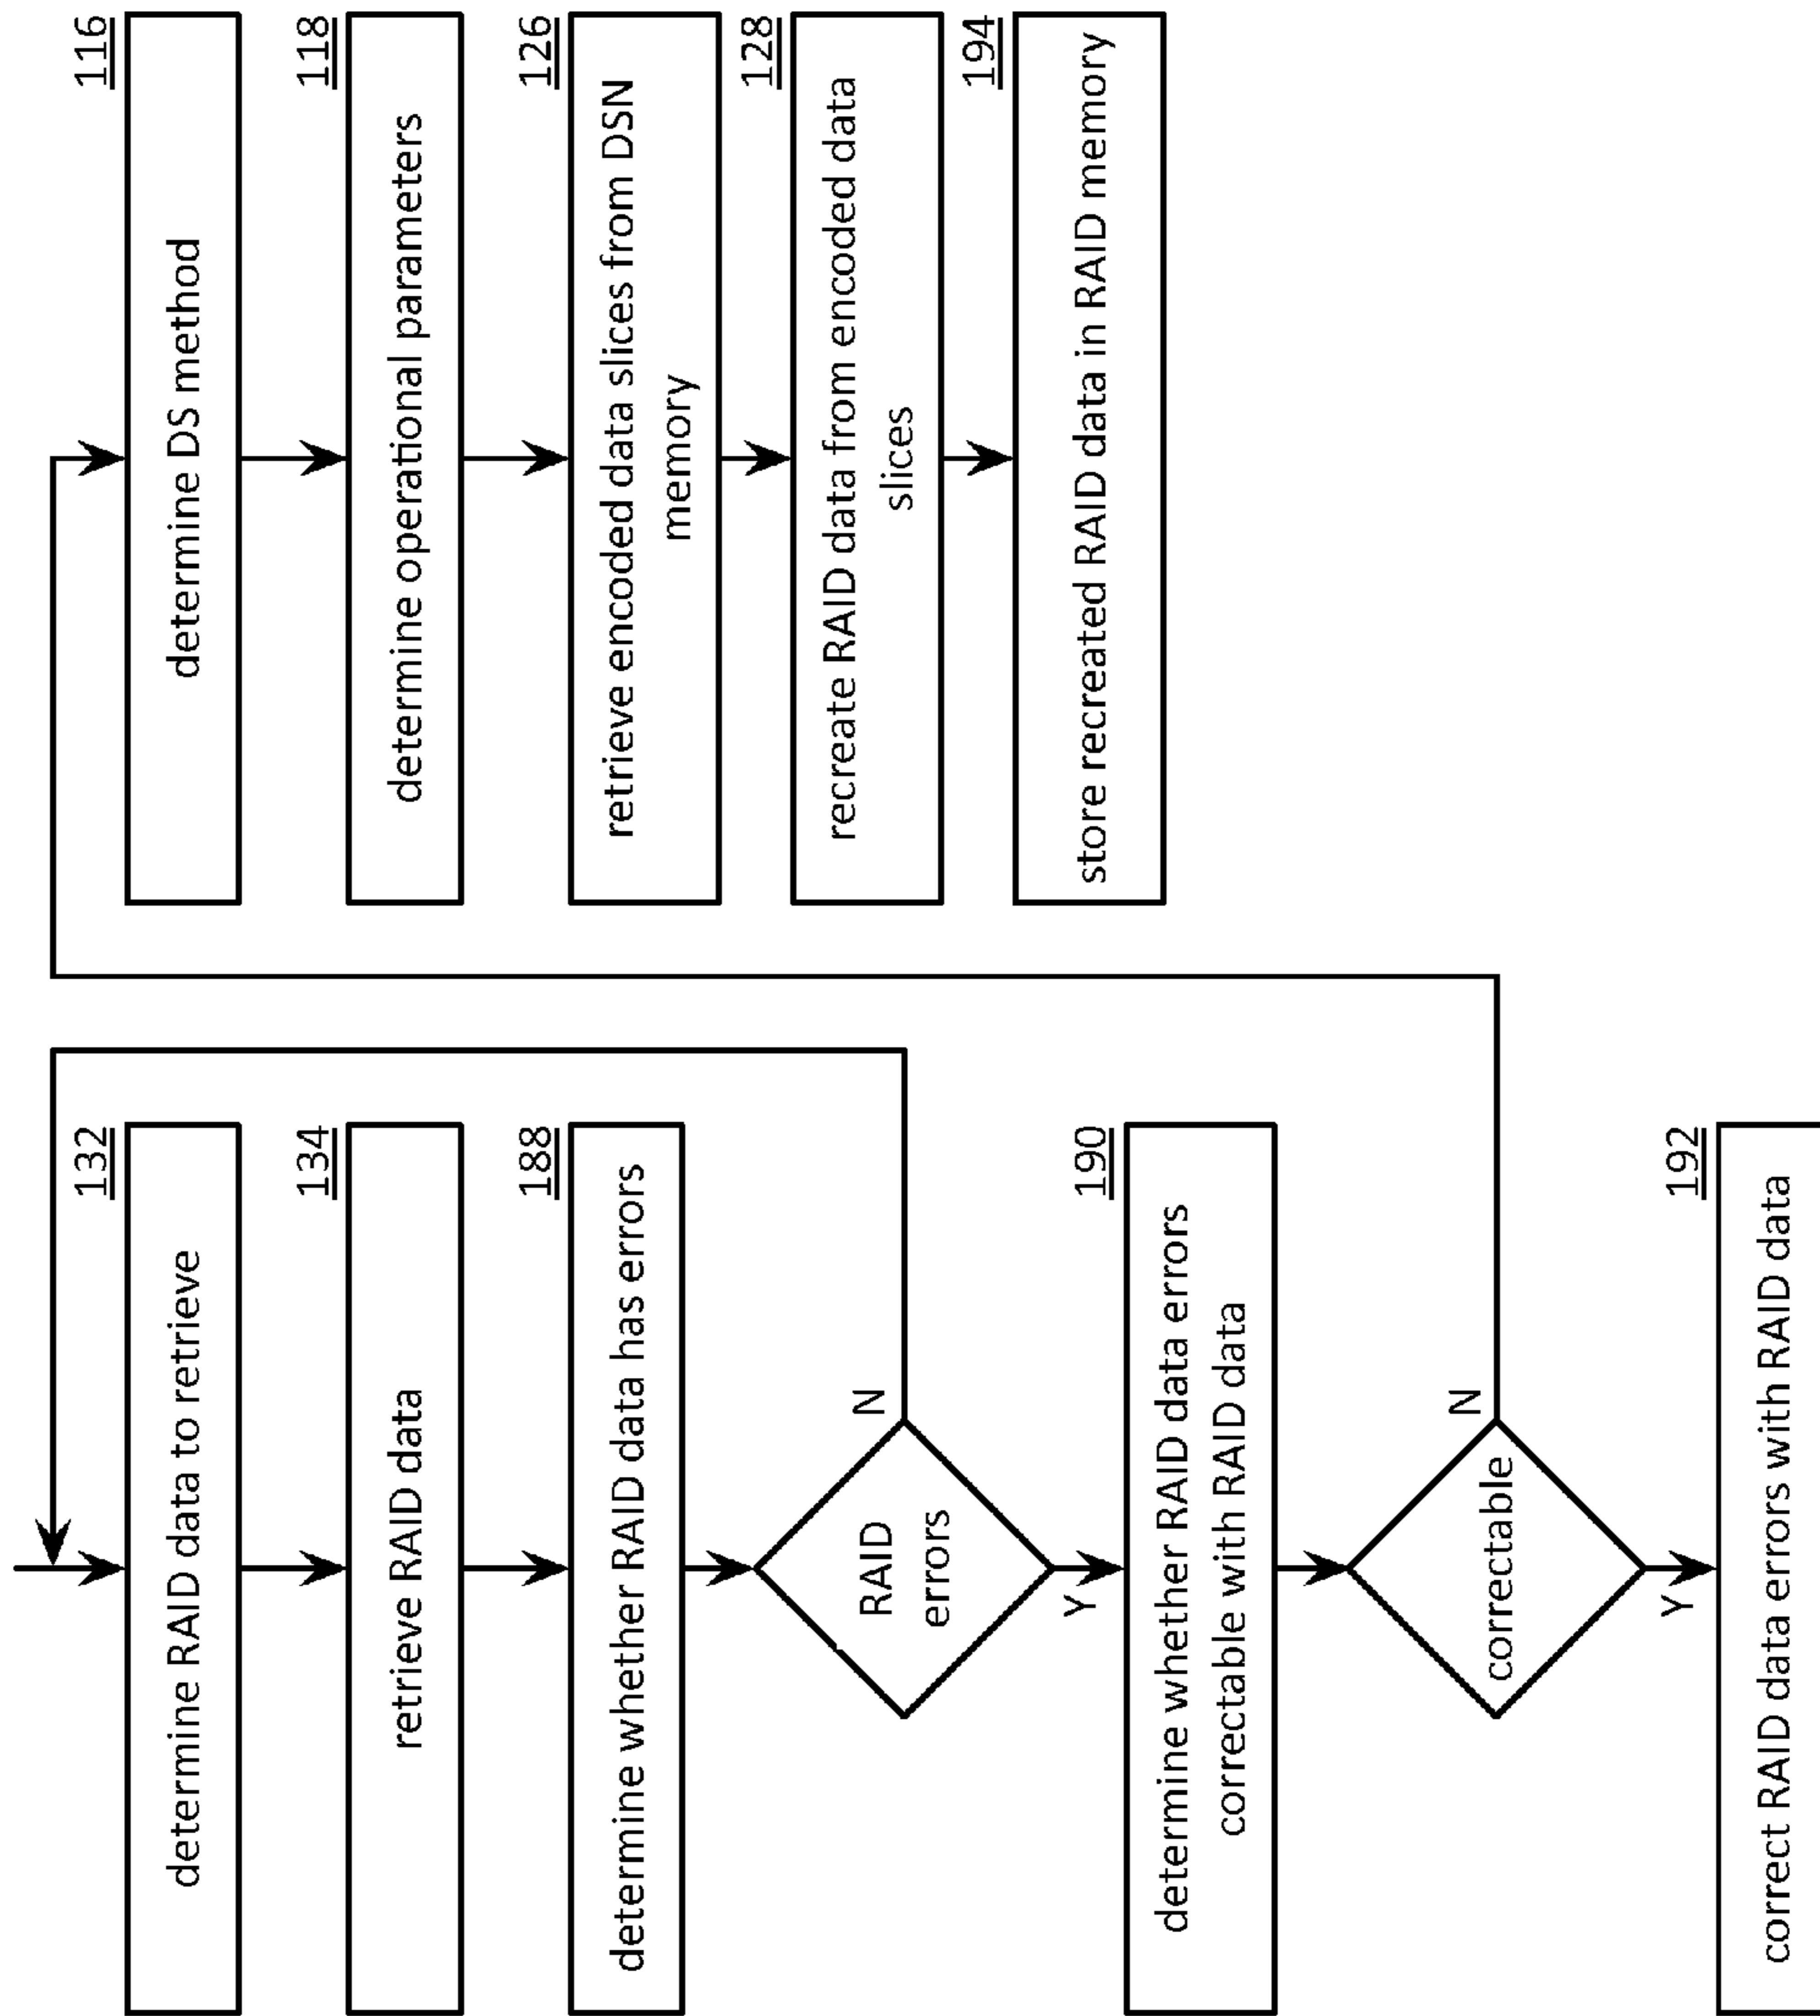 132
determine RAID data to retrieve
134
retrieve RAID data
188
determine whether RAID data has errors
RAID
errors
N
Y
190
determine whether RAID data errors
correctable with RAID data
correctable
N
Y
192
correct RAID data errors with RAID data
116
determine DS method
118
determine operational parameters
126
retrieve encoded data slices from DSN
memory
128
recreate RAID data from encoded data
slices
194
store recreated RAID data in RAID memory